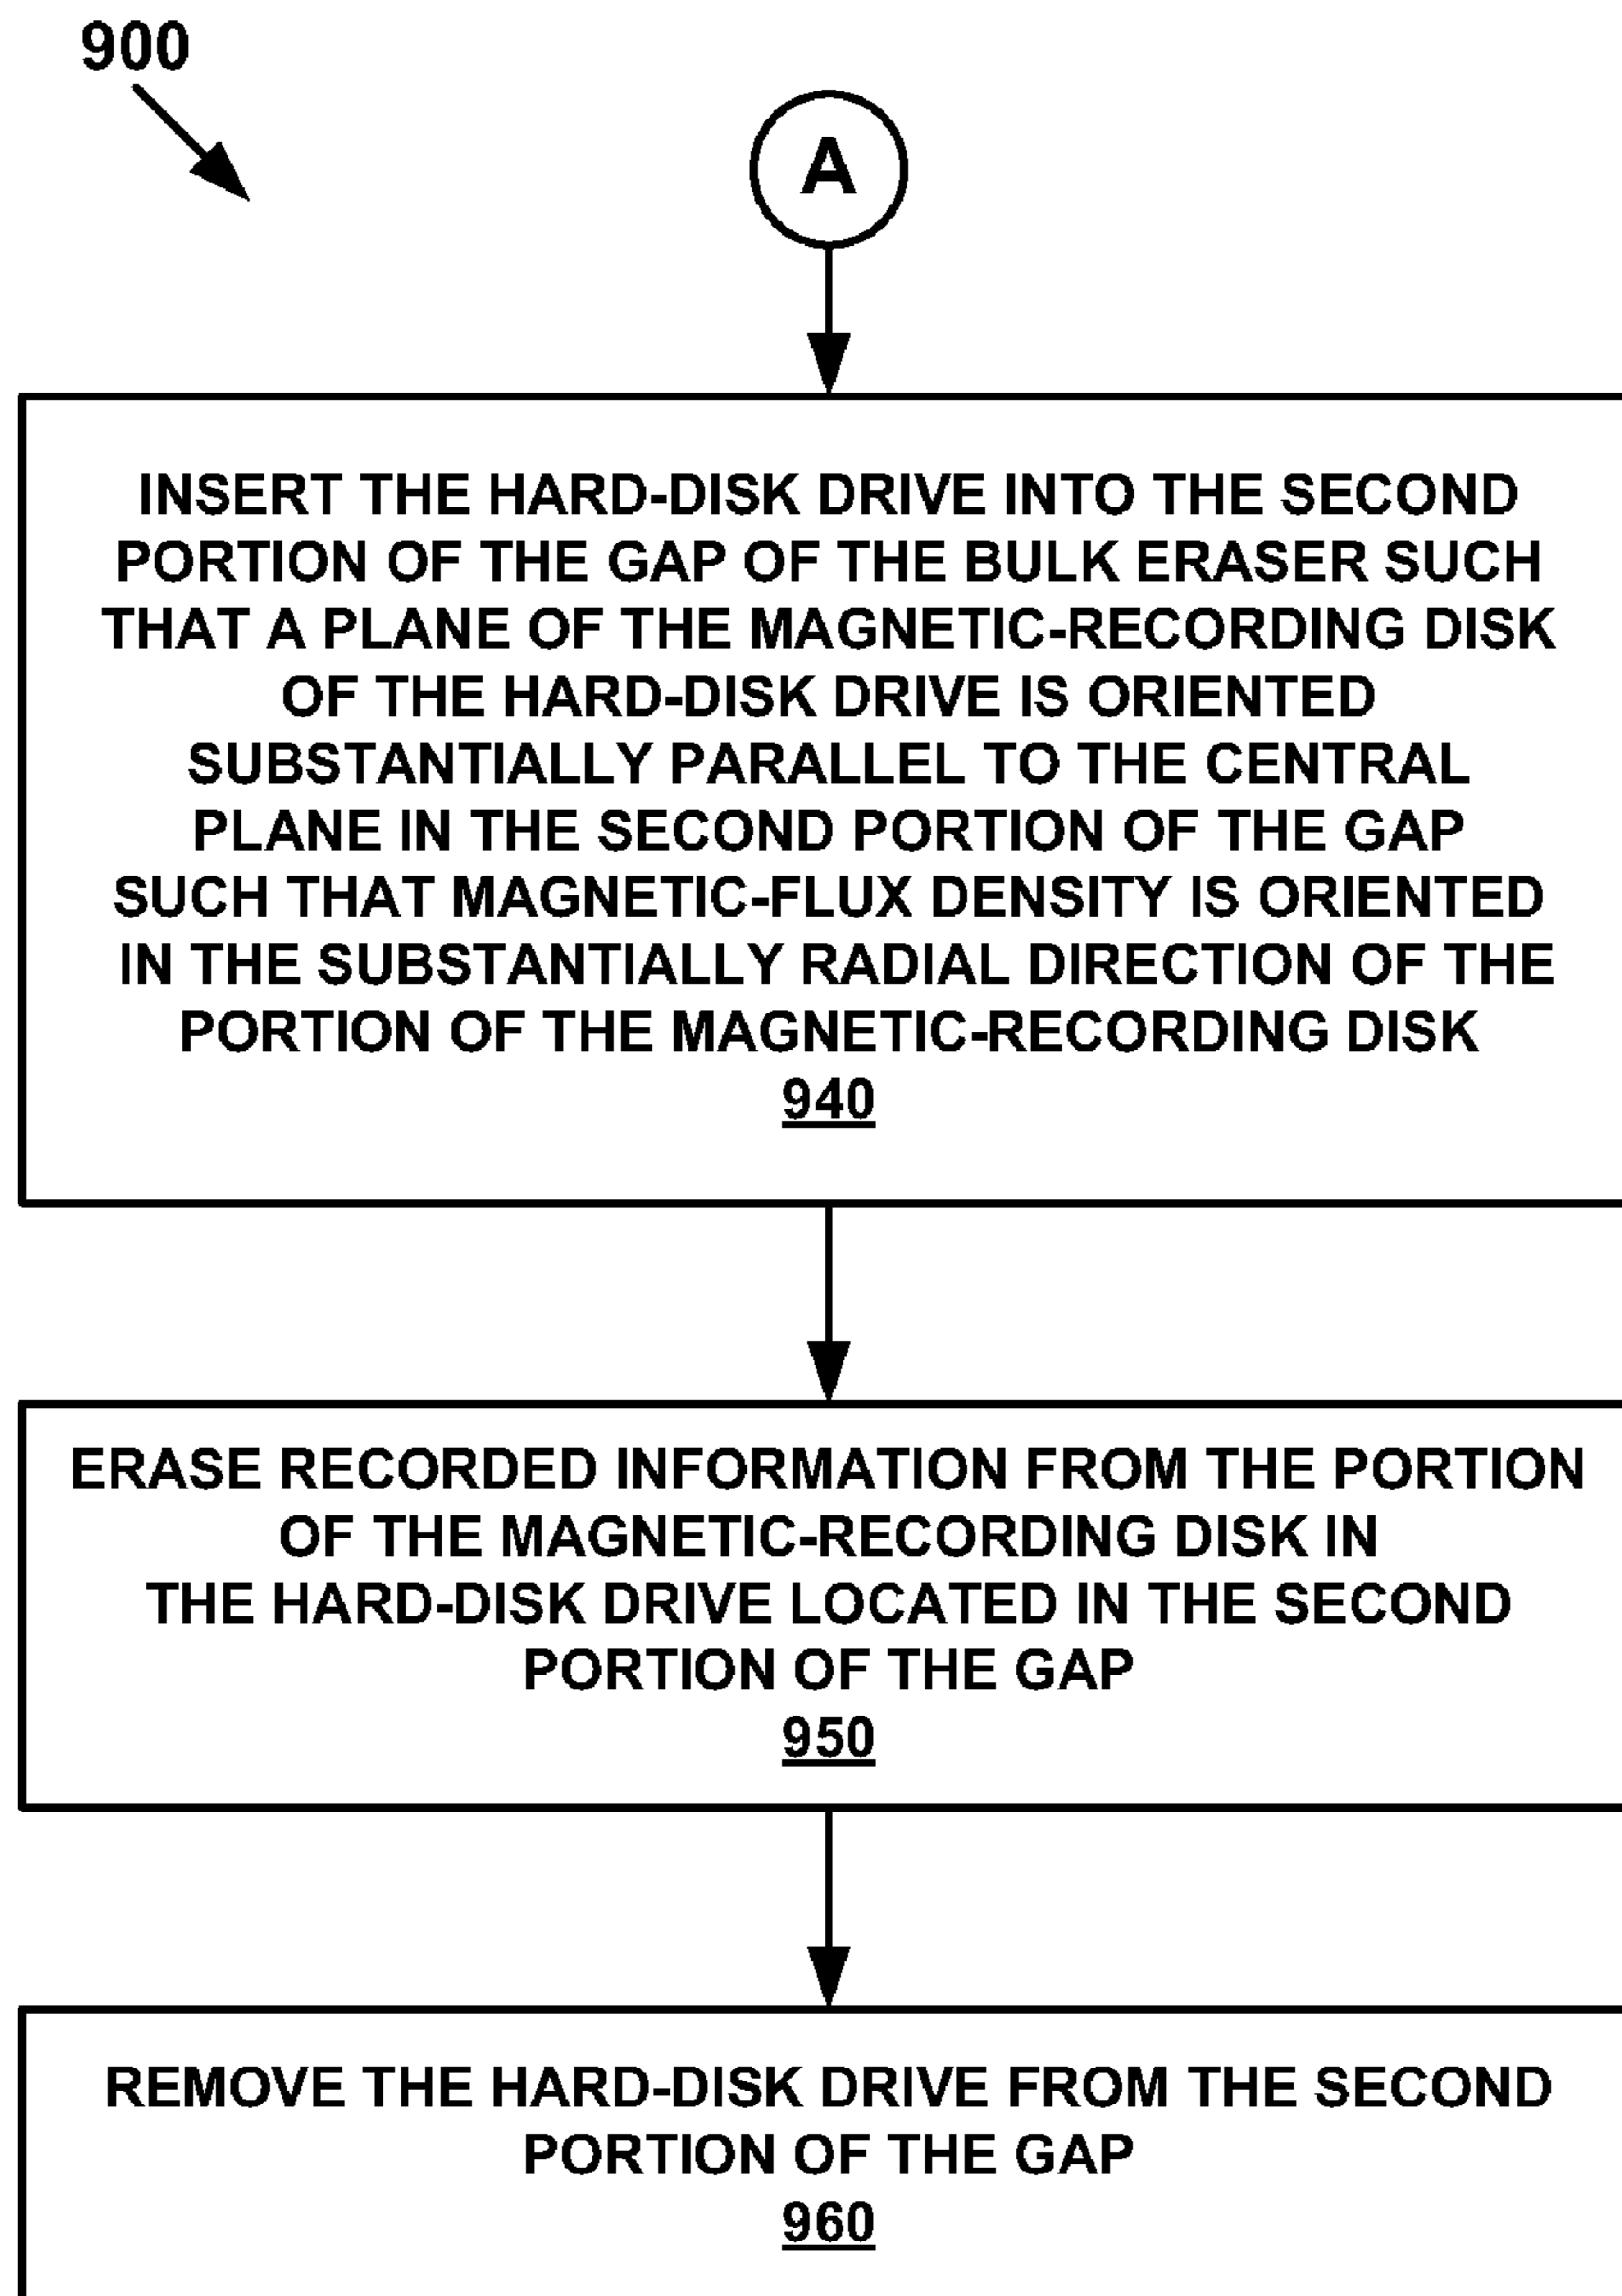 900
A
INSERT THE HARD-DISK DRIVE INTO THE SECOND
PORTION OF THE GAP OF THE BULK ERASER SUCH
THAT A PLANE OF THE MAGNETIC-RECORDING DISK
OF THE HARD-DISK DRIVE IS ORIENTED
SUBSTANTIALLY PARALLEL TO THE CENTRAL
PLANE IN THE SECOND PORTION OF THE GAP
SUCH THAT MAGNETIC-FLUX DENSITY IS ORIENTED
IN THE SUBSTANTIALLY RADIAL DIRECTION OF THE
PORTION OF THE MAGNETIC-RECORDING DISK
940
ERASE RECORDED INFORMATION FROM THE PORTION
OF THE MAGNETIC-RECORDING DISK IN
THE HARD-DISK DRIVE LOCATED IN THE SECOND
PORTION OF THE GAP
950
REMOVE THE HARD-DISK DRIVE FROM THE SECOND
PORTION OF THE GAP
960